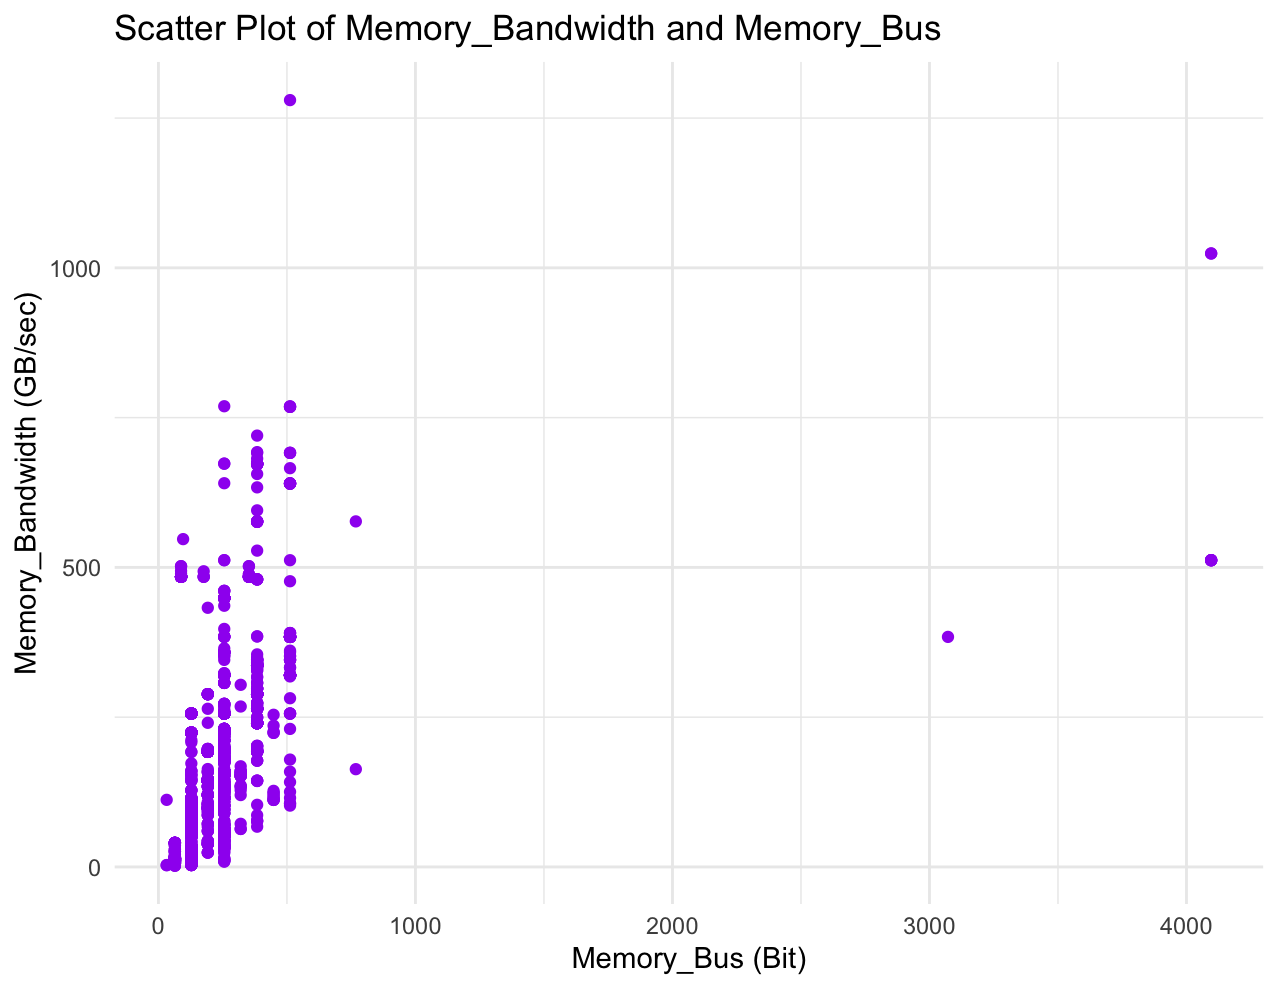 Scatter Plot of Memory_Bandwidth and Memory_Bus
Memory_Bandwidth (GB/sec)
1000
500
0
0 1000 2000 3000 4000
Memory_Bus (Bit)